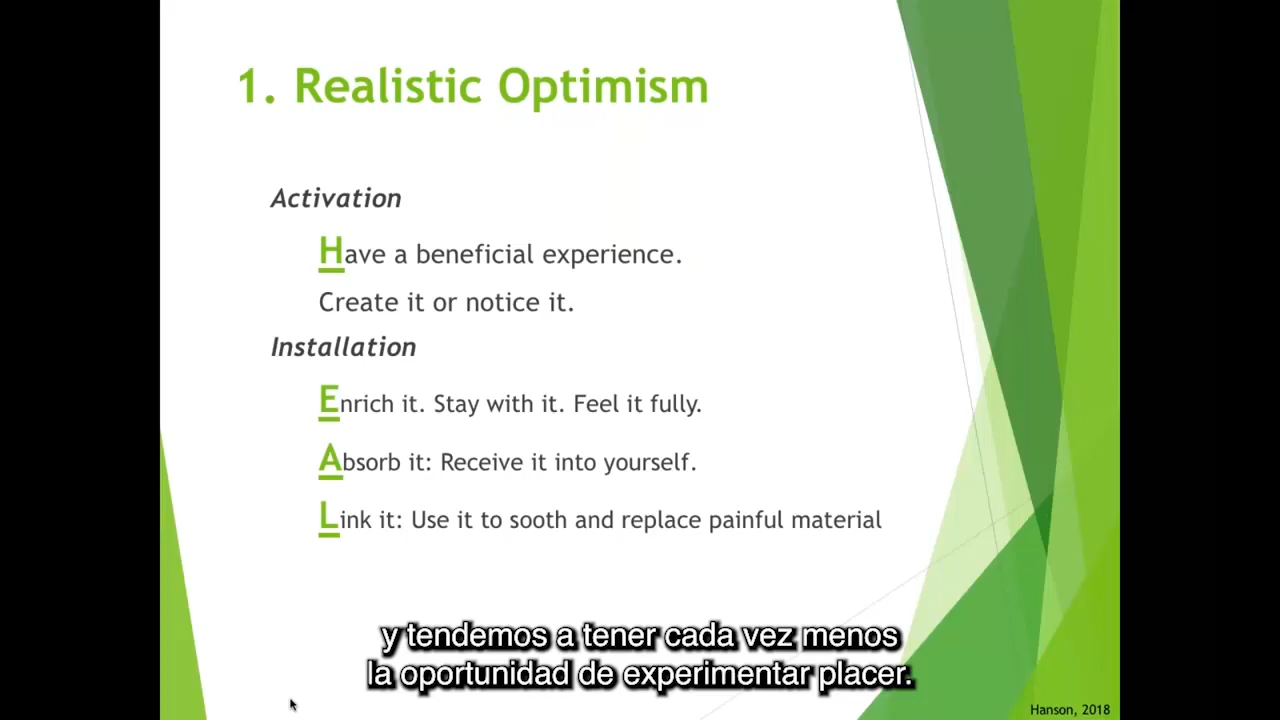 1. Realistic Optimism
Activation
Have a beneficial experience.
Create it or notice it.
Installation
Enrich it. Stay with it. Feel it fully.
Absorb it: Receive it into yourself.
Link it: Use it to sooth and replace painful material
y tendemos a tener cada vez menos
la oportunidad de experimentar placer.
Hanson, 2018